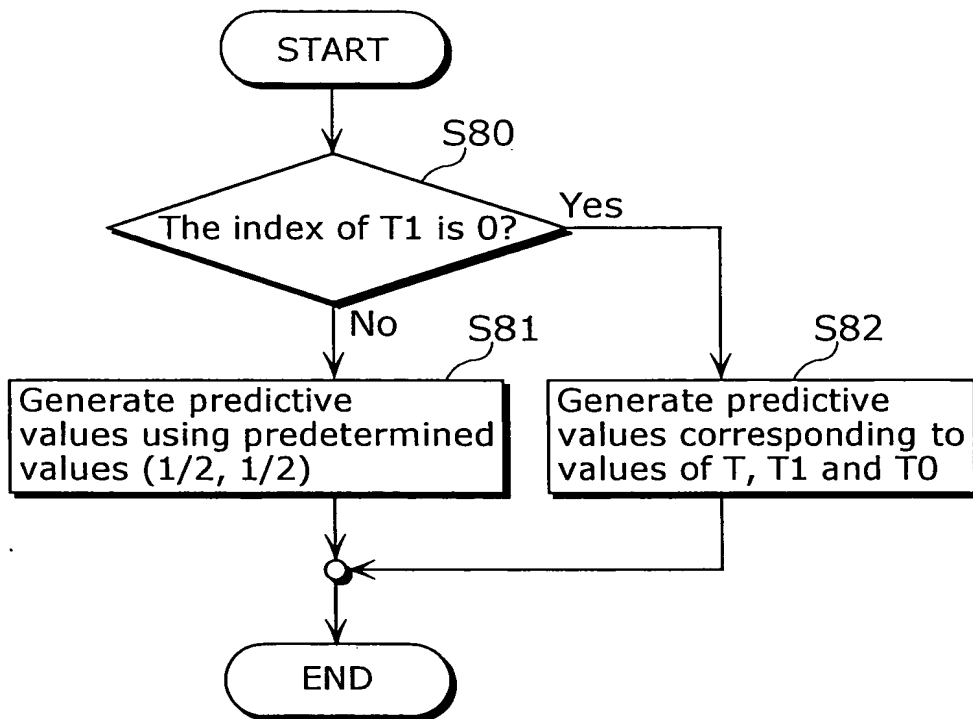 START
S80
The index of T1 is 0?
Yes
No
S81
Generate predictive
values using predetermined
values (1/2, 1/2)
S82
Generate predictive
values corresponding to
values of T, T1 and T0
END